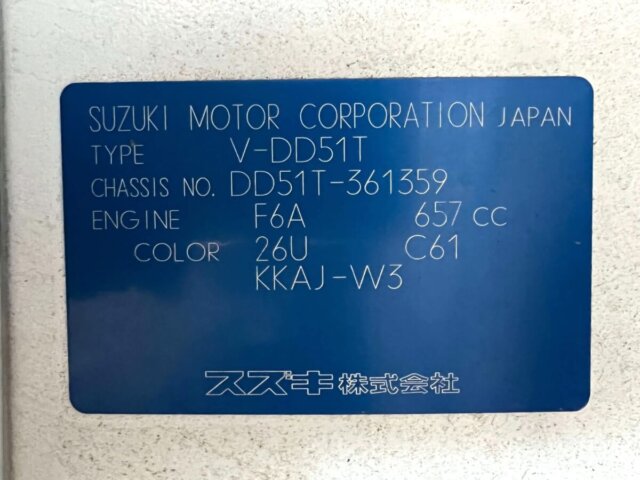 SUZUKI MOTOR CORPORATION JAPAN
TYPE V-DD51T
CHASSIS NO. DD51T-361359
ENGINE F6A 657 cc
COLOR 26U C61
KKAJ-W3
スズキ株式会社